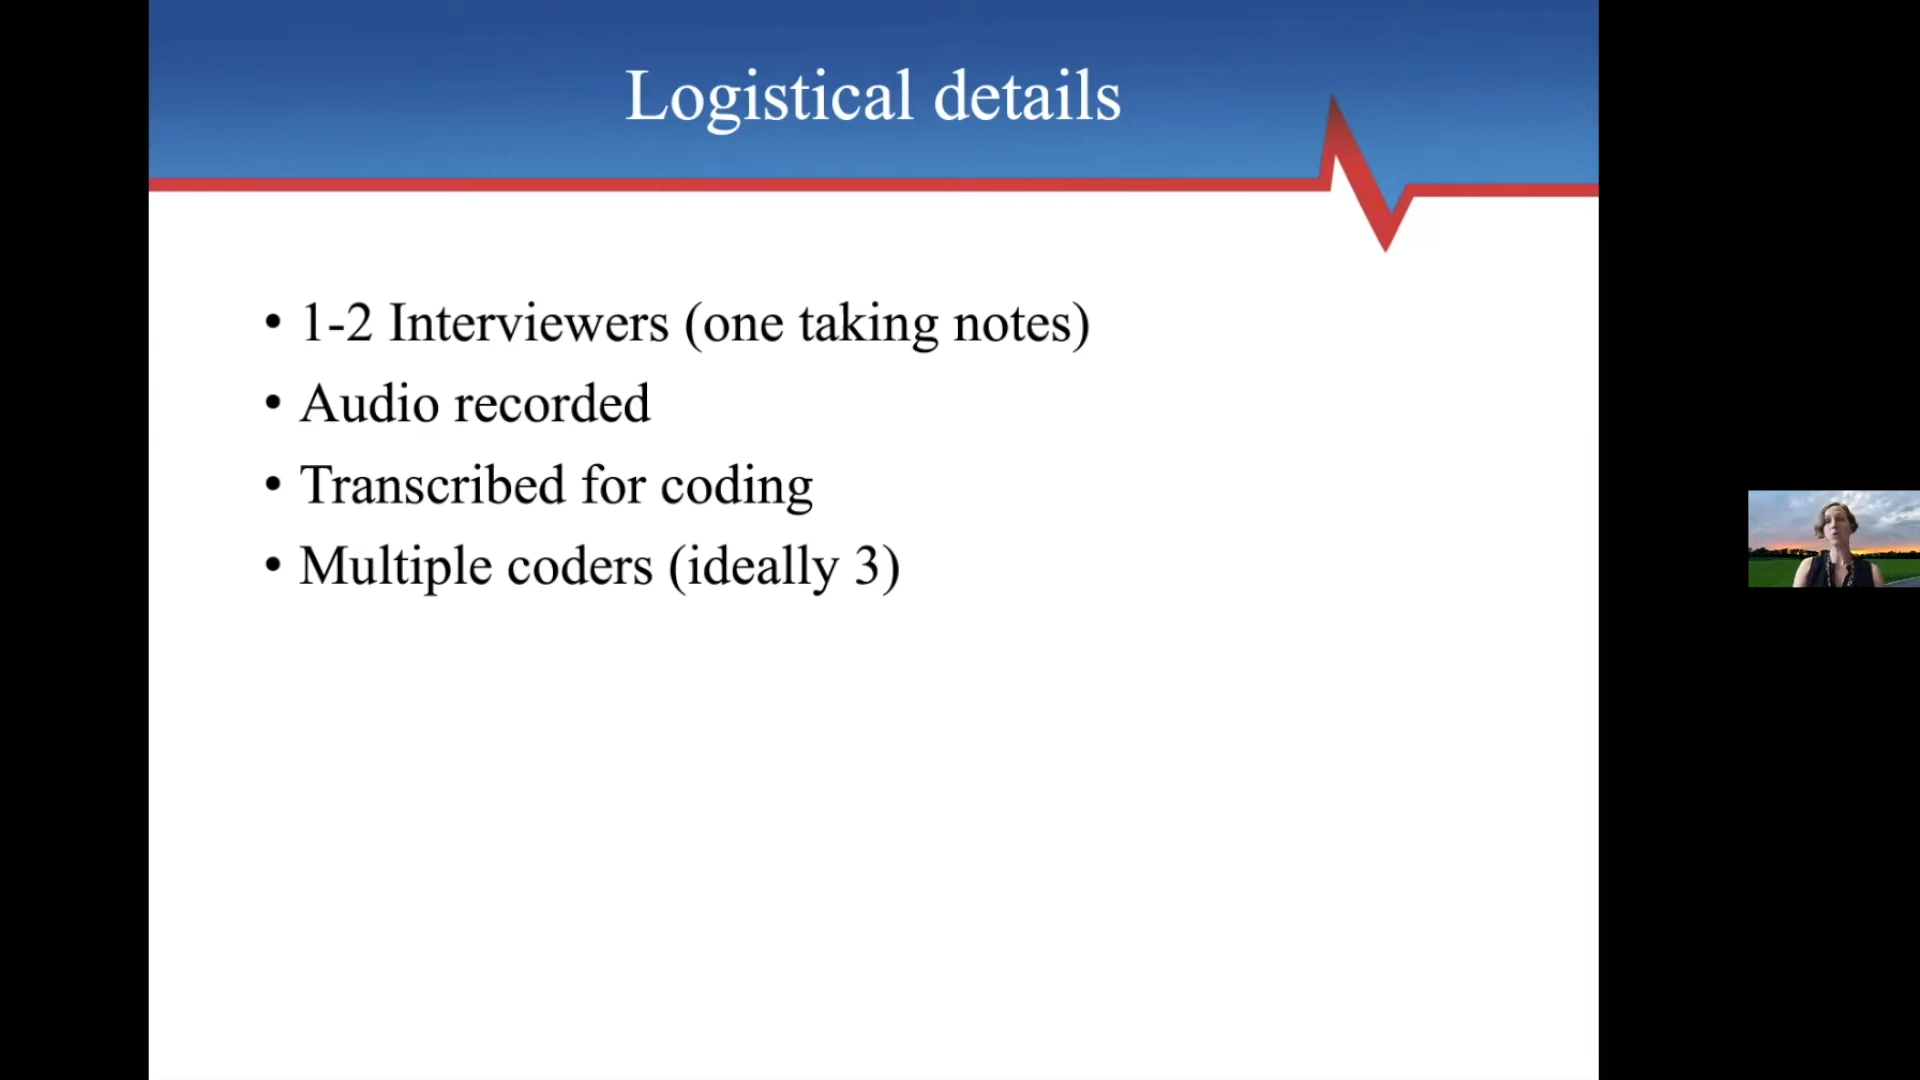 Logistical details
• 1-2 Interviewers (one taking notes)
• Audio recorded
• Transcribed for coding
• Multiple coders (ideally 3)